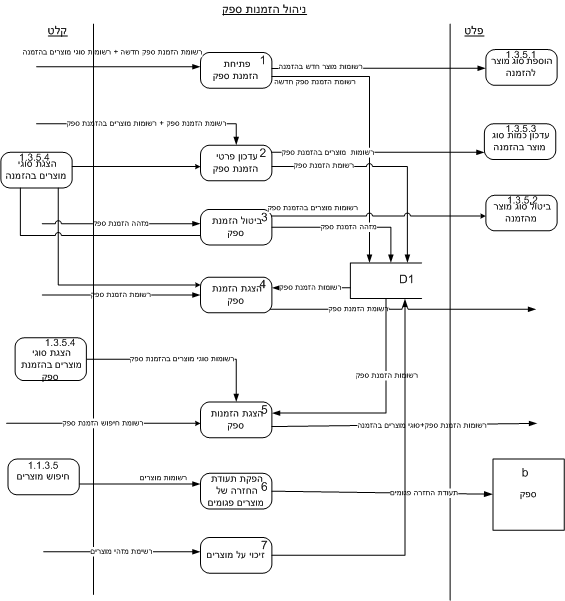 ניהול הזמנות ספק
קלט
פלט
רשומת הזמנת ספק חדשה + רשומות סוגי מוצרים בהזמנה
1
פתיחת
הזמנת ספק
רשומות מוצר חדש בהזמנה
רשומת הזמנת ספק חדשה
1.3.5.1
הוספת סוג מוצר
להזמנה
רשומת הזמנת ספק + רשומות מוצרים בהזמנת ספק
1.3.5.4
הצגת סוגי
מוצרים בהזמנה
2
עדכון פרטי
הזמנת ספק
רשומות מוצרים בהזמנת ספק
רשומת הזמנת ספק
1.3.5.3
עדכון כמות סוג
מוצר בהזמנה
מזהה הזמנת ספק
3
ביטול הזמנת
ספק
רשומות מוצרים בהזמנת ספק
מזהה הזמנת ספק
1.3.5.2
ביטול סוג מוצר
מהזמנה
רשומת הזמנת ספק
4
הצגת הזמנת
ספק
רשומות הזמנת ספק
D1
רשומת הזמנת ספק
1.3.5.4
הצגת סוגי
מוצרים בהזמנת
ספק
רשומות סוגי מוצרים בהזמנת ספק
רשומות הזמנת ספק
רשומת חיפוש הזמנת ספק
5
הצגת הזמנות
ספק
רשומות הזמנת ספק+סוגי מוצרים בהזמנה
1.1.3.5
חיפוש מוצרים
רשומות מוצרים
6
הפקת תעודת
החזרה של
מוצרים פגומים
תעודת החזרה פגומים
b
ספק
רשימת מזהי מוצרים
7
זיכוי על מוצרים